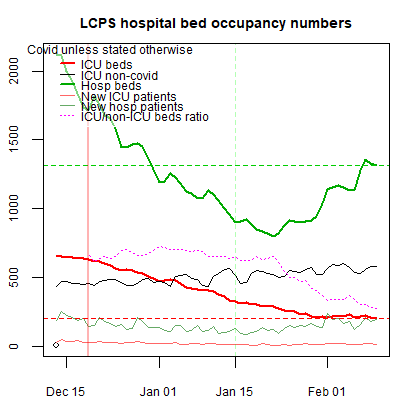 LCPS hospital bed occupancy numbers
Covid unless stated otherwise
ICU beds
ICU non-covid
Hosp beds
New ICU patients
New hosp patients
ICU/non-ICU beds ratio
2000
1500
1000
500
0
Dec 15
Jan 01
Jan 15
Feb 01